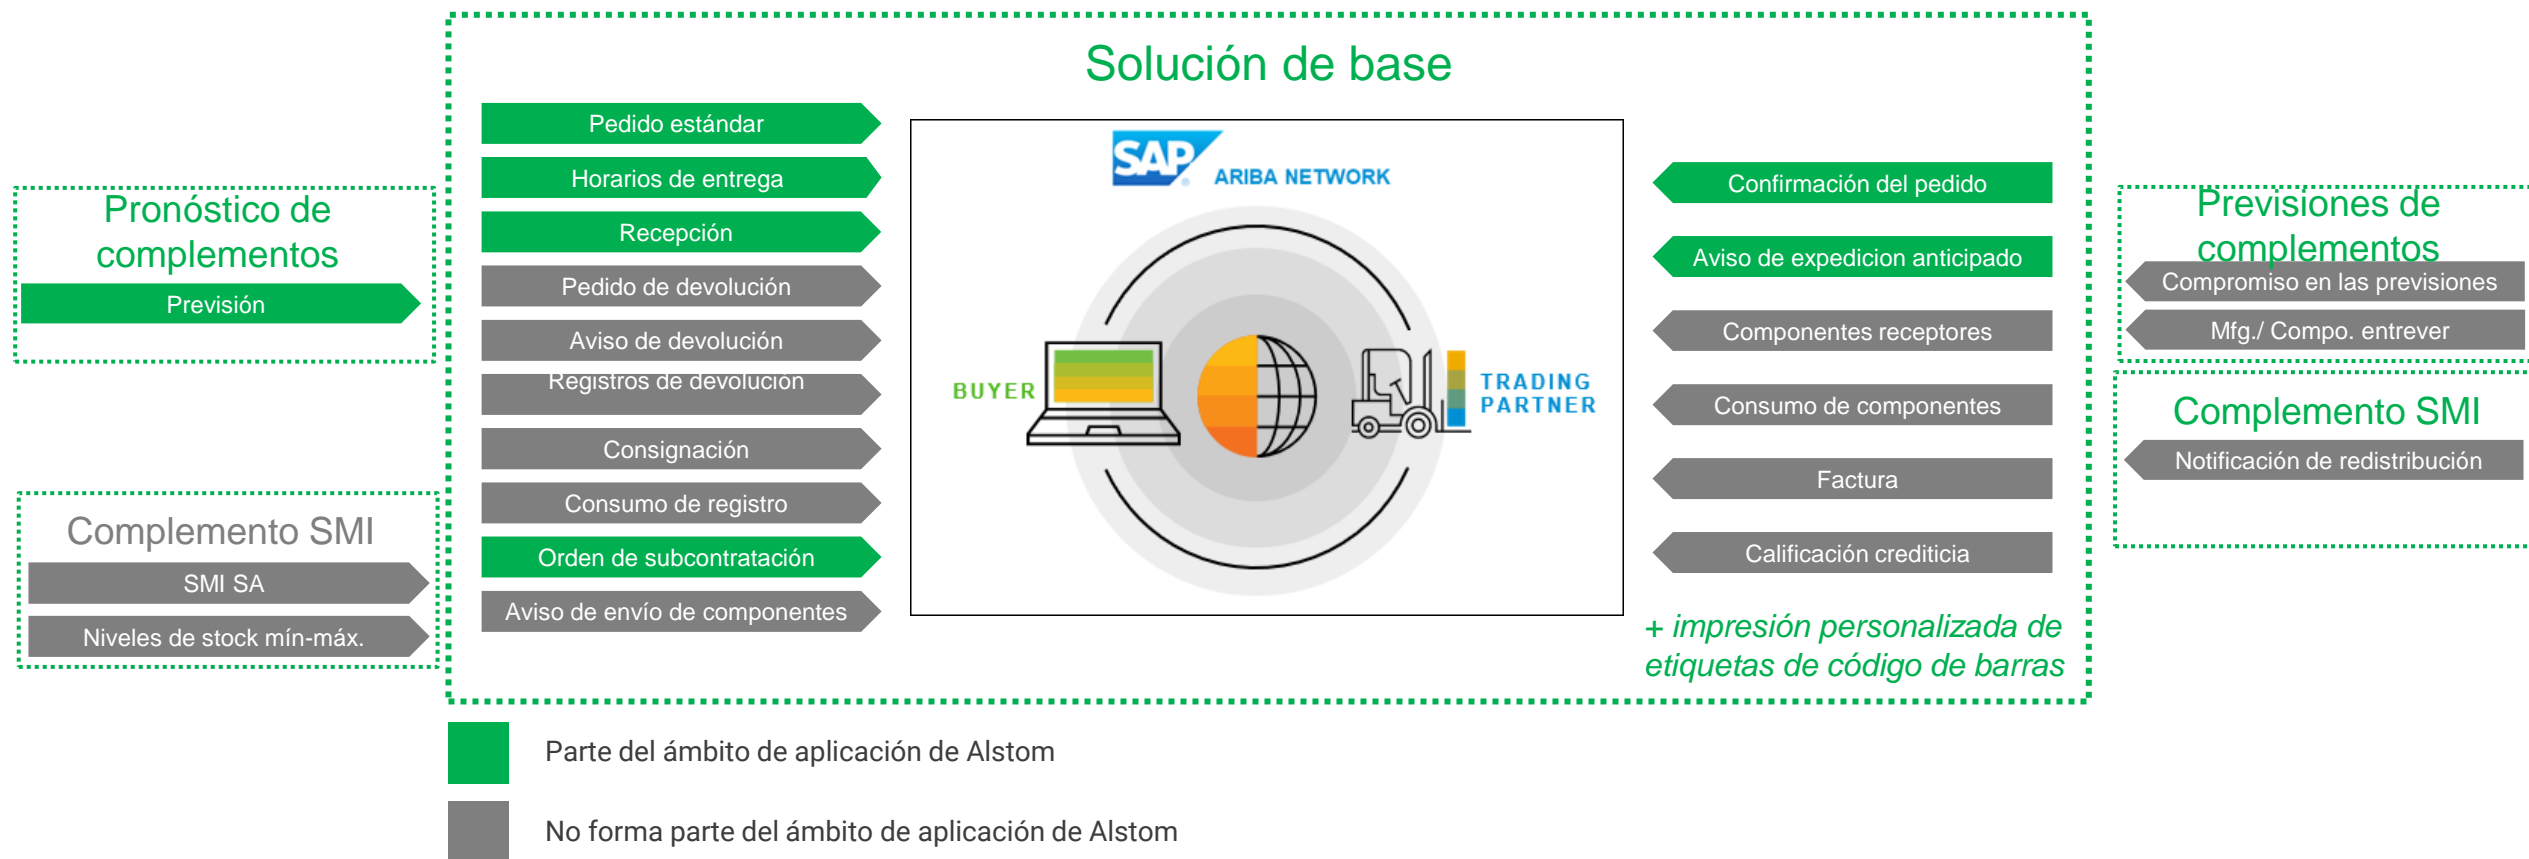 Solución de base
Pronóstico de
complementos
Previsión
Complemento SMI
SMI SA
Niveles de stock mín-máx.
Pedido estándar
Horarios de entrega
Recepción
Pedido de devolución
Aviso de devolución
Registros de devolución
Consignación
Consumo de registro
Orden de subcontratación
Aviso de envío de componentes
SAP
ARIBA NETWORK
BUYER
TRADING
PARTNER
Confirmación del pedido
Aviso de expedicion anticipado
Componentes receptores
Consumo de componentes
Factura
Calificación crediticia
+ impresión personalizada de
etiquetas de código de barras
Previsiones de
complementos
Compromiso en las previsiones
Mfg./ Compo. entrever
Complemento SMI
Notificación de redistribución
Parte del ámbito de aplicación de Alstom
No forma parte del ámbito de aplicación de Alstom